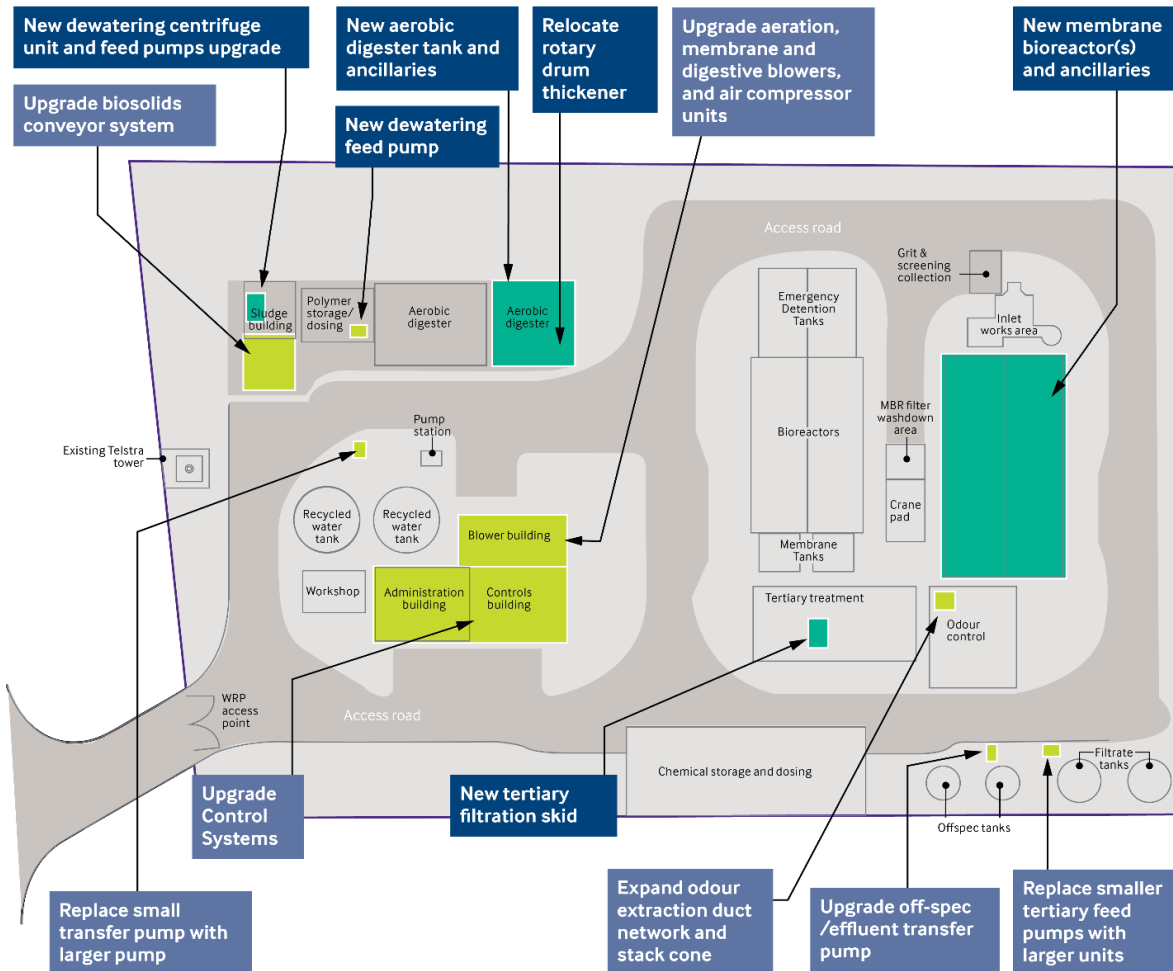 New dewatering centrifuge
unit and feed pumps upgrade
New aerobic
digester tank and
ancillaries
Relocate
rotary
drum
thickener
Upgrade aeration,
membrane and
digestive blowers,
and air compressor
units
New membrane
bioreactor(s)
and ancillaries
Upgrade biosolids
conveyor system
New dewatering
feed pump
Access road
Grit &
screening
collection
Emergency
Detention
Tanks
Inlet
works area
Polymer
storage/
dosing
Sludge
building
Aerobic
digester
Aerobic
digester
Existing Telstra
tower
Pump
station
Bioreactors
MBR filter
washdown
area
Crane
pad
Recycled
water
tank
Recycled
water
tank
Blower building
Membrane
Tanks
Workshop
Administration
building
Controls
building
Tertiary treatment
Odour
control
WRP
access
point
Access road
Chemical storage and dosing
Filtrate
tanks
Offspec tanks
Upgrade
Control
Systems
New tertiary
filtration skid
Replace small
transfer pump with
larger pump
Expand odour
extraction duct
network and
stack cone
Upgrade off-spec
/effluent transfer
pump
Replace smaller
tertiary feed
pumps with
larger units